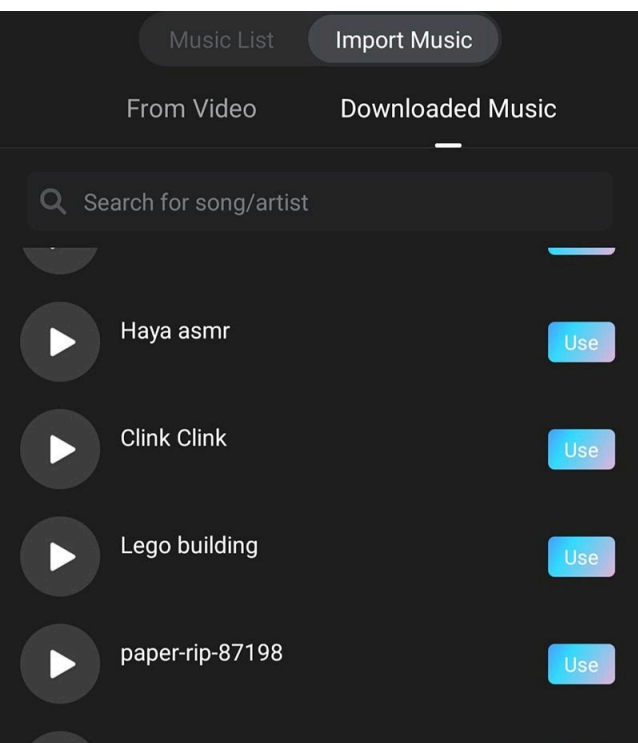 Music List
Import Music
From Video
Downloaded Music
Search for song/artist
Haya asmr
Use
Clink Clink
Use
Lego building
Use
paper-rip-87198
Use